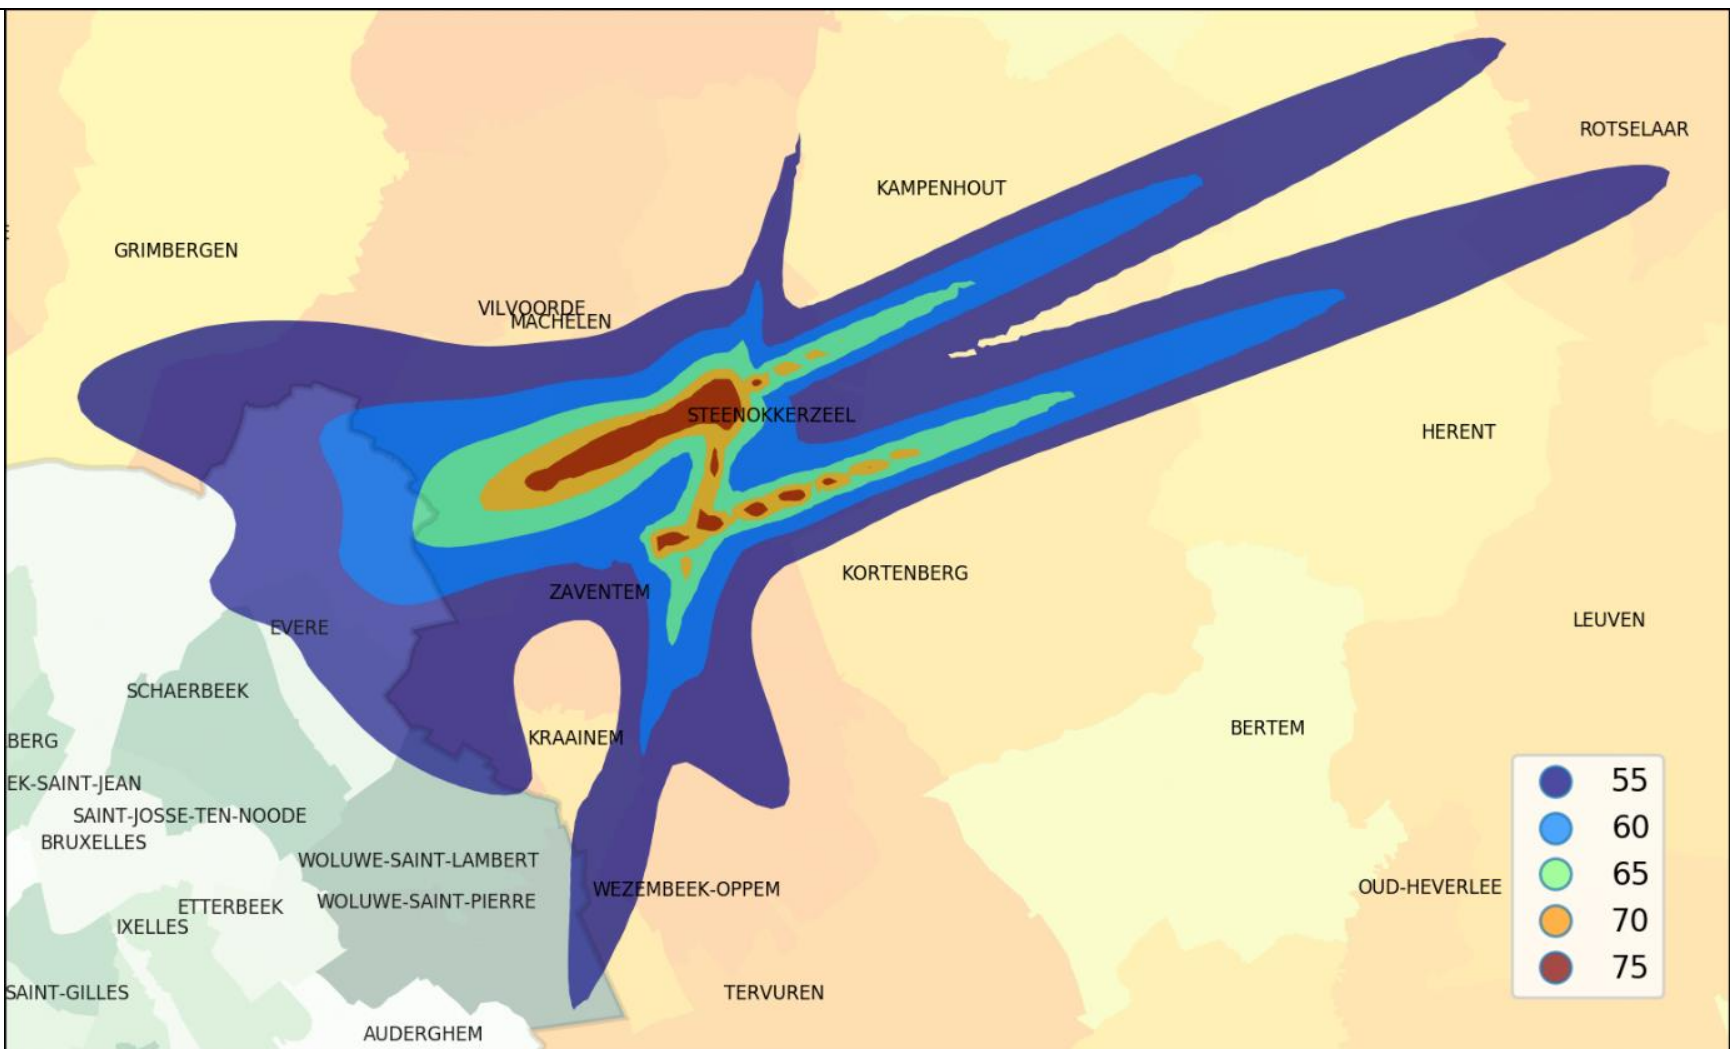 ROTSELAAR
KAMPENHOUT
GRIMBERGEN
VILVOORDE
MACHELEN
STEENOKKERZEEL
HERENT
KORTENBERG
ZAVENTEM
LEUVEN
EVERE
SCHAERBEEK
BERTEM
KRAAINEM
BERG
EK-SAINT-JEAN
SAINT-JOSSE-TEN-NOODE
BRUXELLES
WOLUWE-SAINT-LAMBERT
WEZEMBEEK-OPPEM
OUD-HEVERLEE
WOLUWE-SAINT-PIERRE
ETTERBEEK
IXELLES
SAINT-GILLES
TERVUREN
AUDERGHEM
55
60
65
70
75